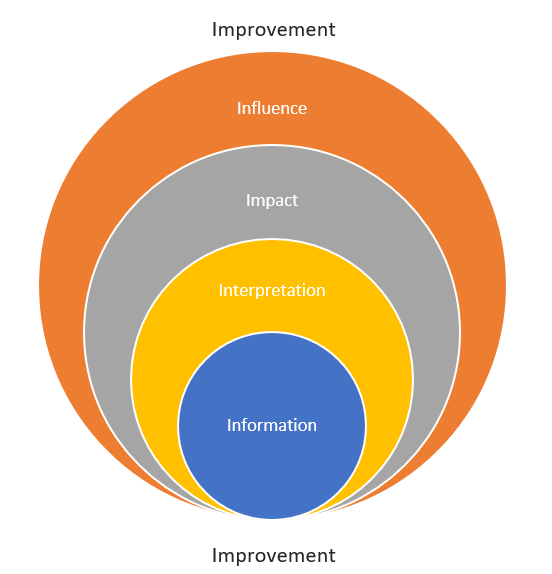 Improvement
Influence
Impact
Interpretation
Information
Improvement